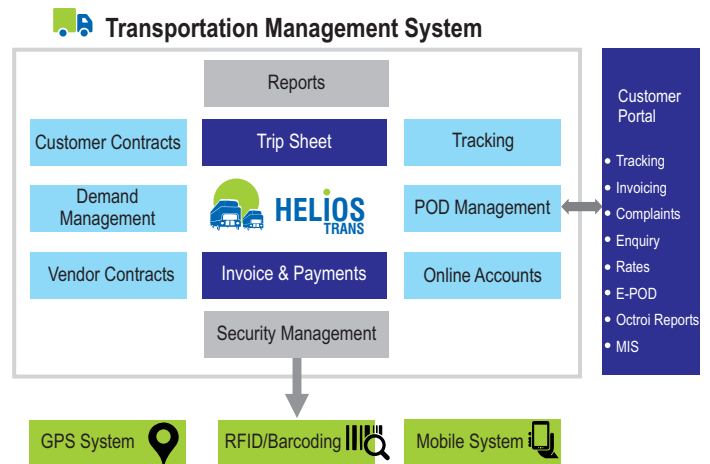 Transportation Management System
Reports
Customer Contracts
Trip Sheet
Tracking
Demand
Management
HELIOS
TRANS
POD Management
Vendor Contracts
Invoice & Payments
Online Accounts
Security Management
GPS System
RFID/Barcoding
Mobile System
Customer
Portal
• Tracking
• Invoicing
• Complaints
• Enquiry
• Rates
• E-POD
• Octroi Reports
• MIS